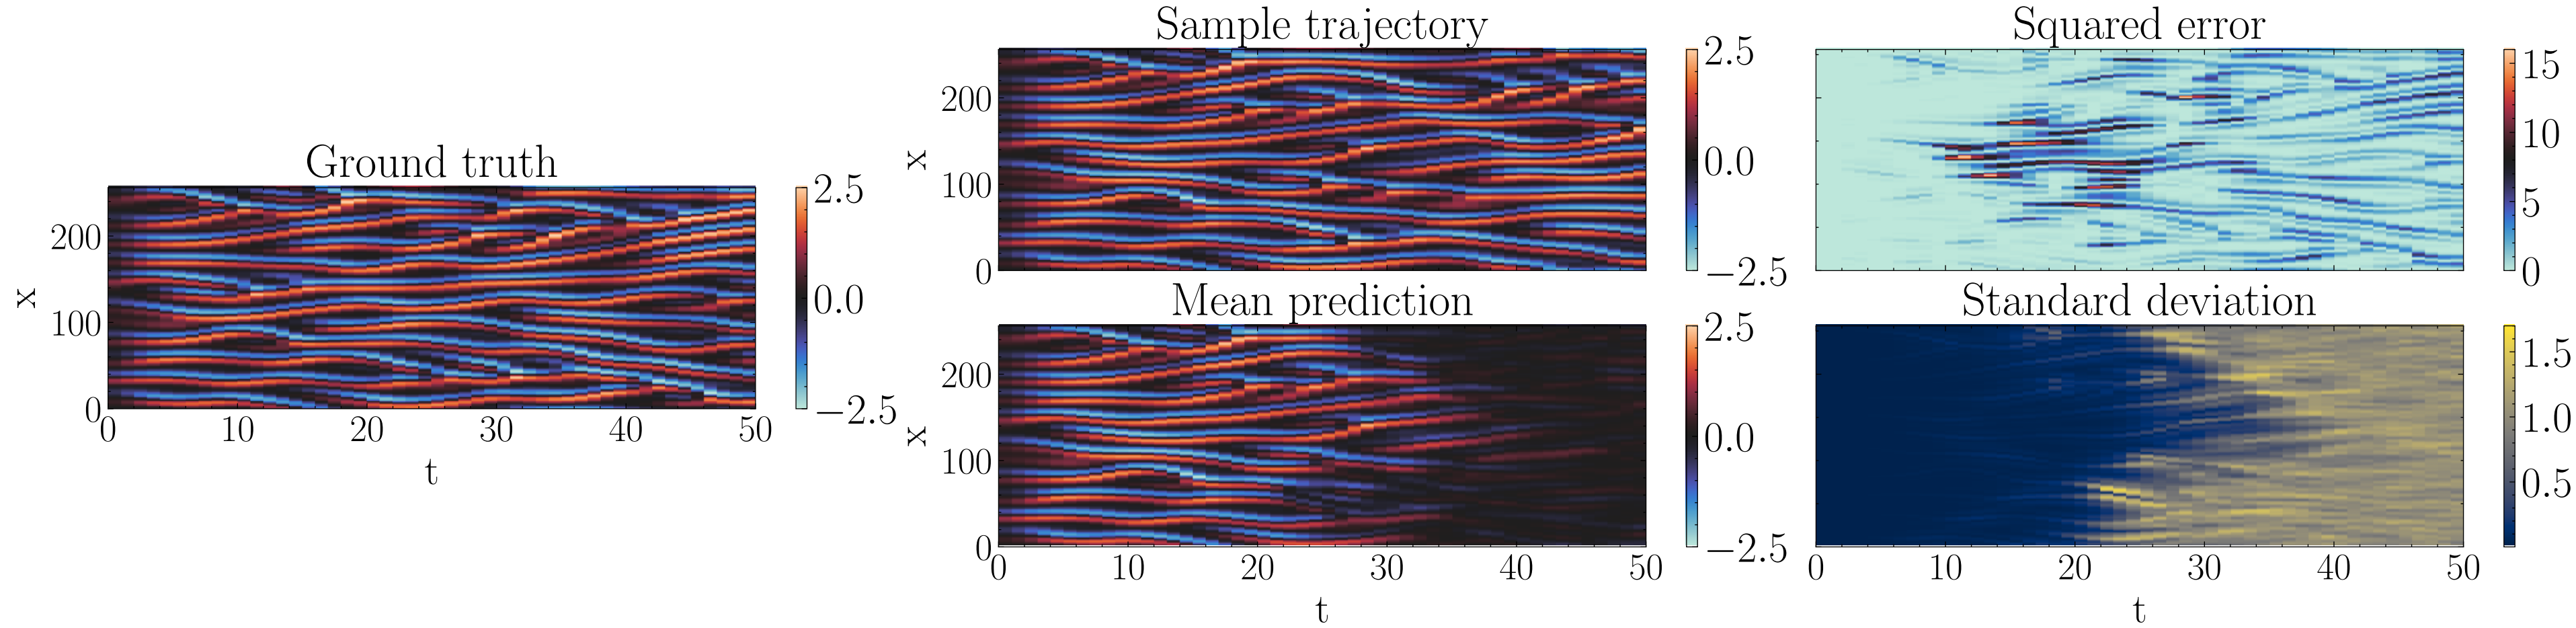 Ground truth
x
200
100
0
0 10 20 30 40 50
t
2.5
0.0
−2.5
Sample trajectory
x
200
100
0
2.5
0.0
−2.5
Squared error
15
10
5
0
Mean prediction
x
200
100
0
0 10 20 30 40 50
t
2.5
0.0
−2.5
Standard deviation
0 10 20 30 40 50
t
1.5
1.0
0.5